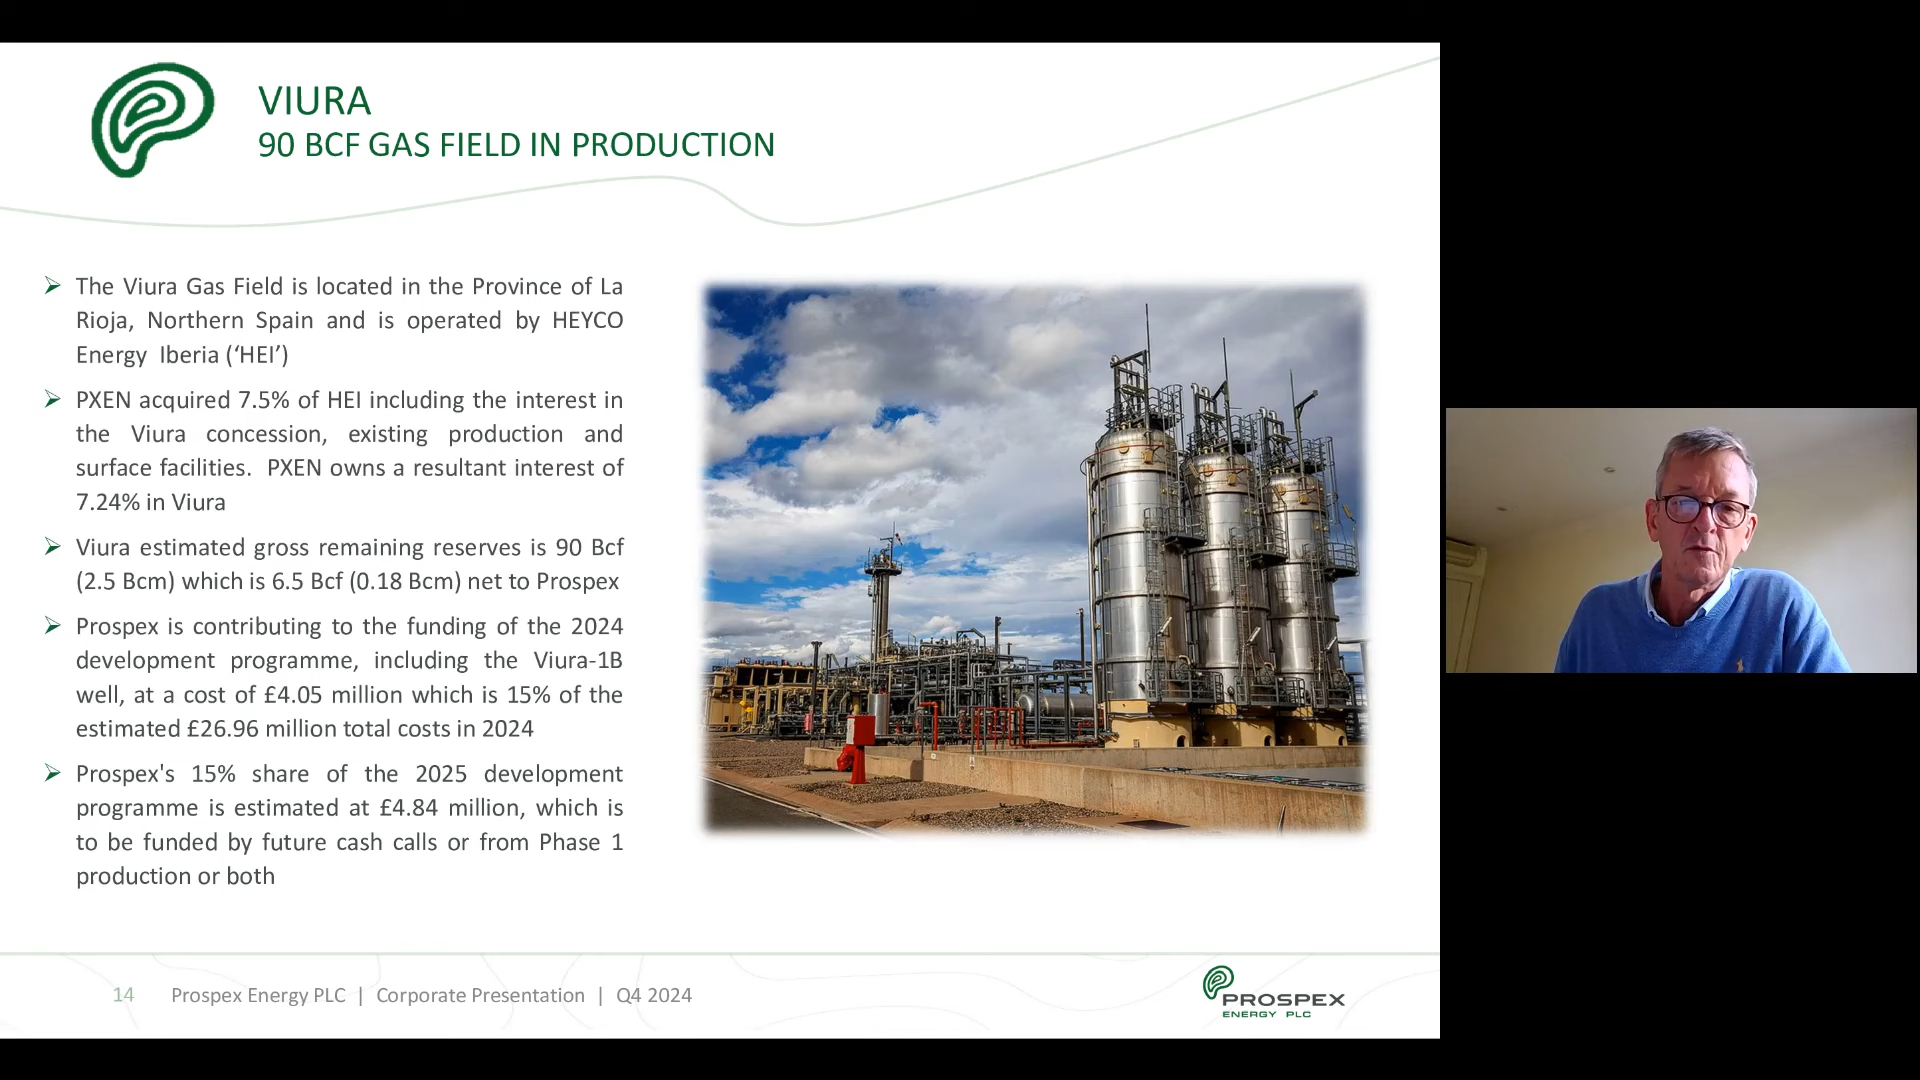 VIURA
90 BCF GAS FIELD IN PRODUCTION
The Viura Gas Field is located in the Province of La
Rioja, Northern Spain and is operated by HEYCO
Energy Iberia (‘HEI’)
PXEN acquired 7.5% of HEI including the interest in
the Viura concession, existing production and
surface facilities. PXEN owns a resultant interest of
7.24% in Viura
Viura estimated gross remaining reserves is 90 Bcf
(2.5 Bcm) which is 6.5 Bcf (0.18 Bcm) net to Prospex
Prospex is contributing to the funding of the 2024
development programme, including the Viura-1B
well, at a cost of £4.05 million which is 15% of the
estimated £26.96 million total costs in 2024
Prospex's 15% share of the 2025 development
programme is estimated at £4.84 million, which is
to be funded by future cash calls or from Phase 1
production or both
14 Prospex Energy PLC | Corporate Presentation | Q4 2024
PROSPEX
ENERGY PLC